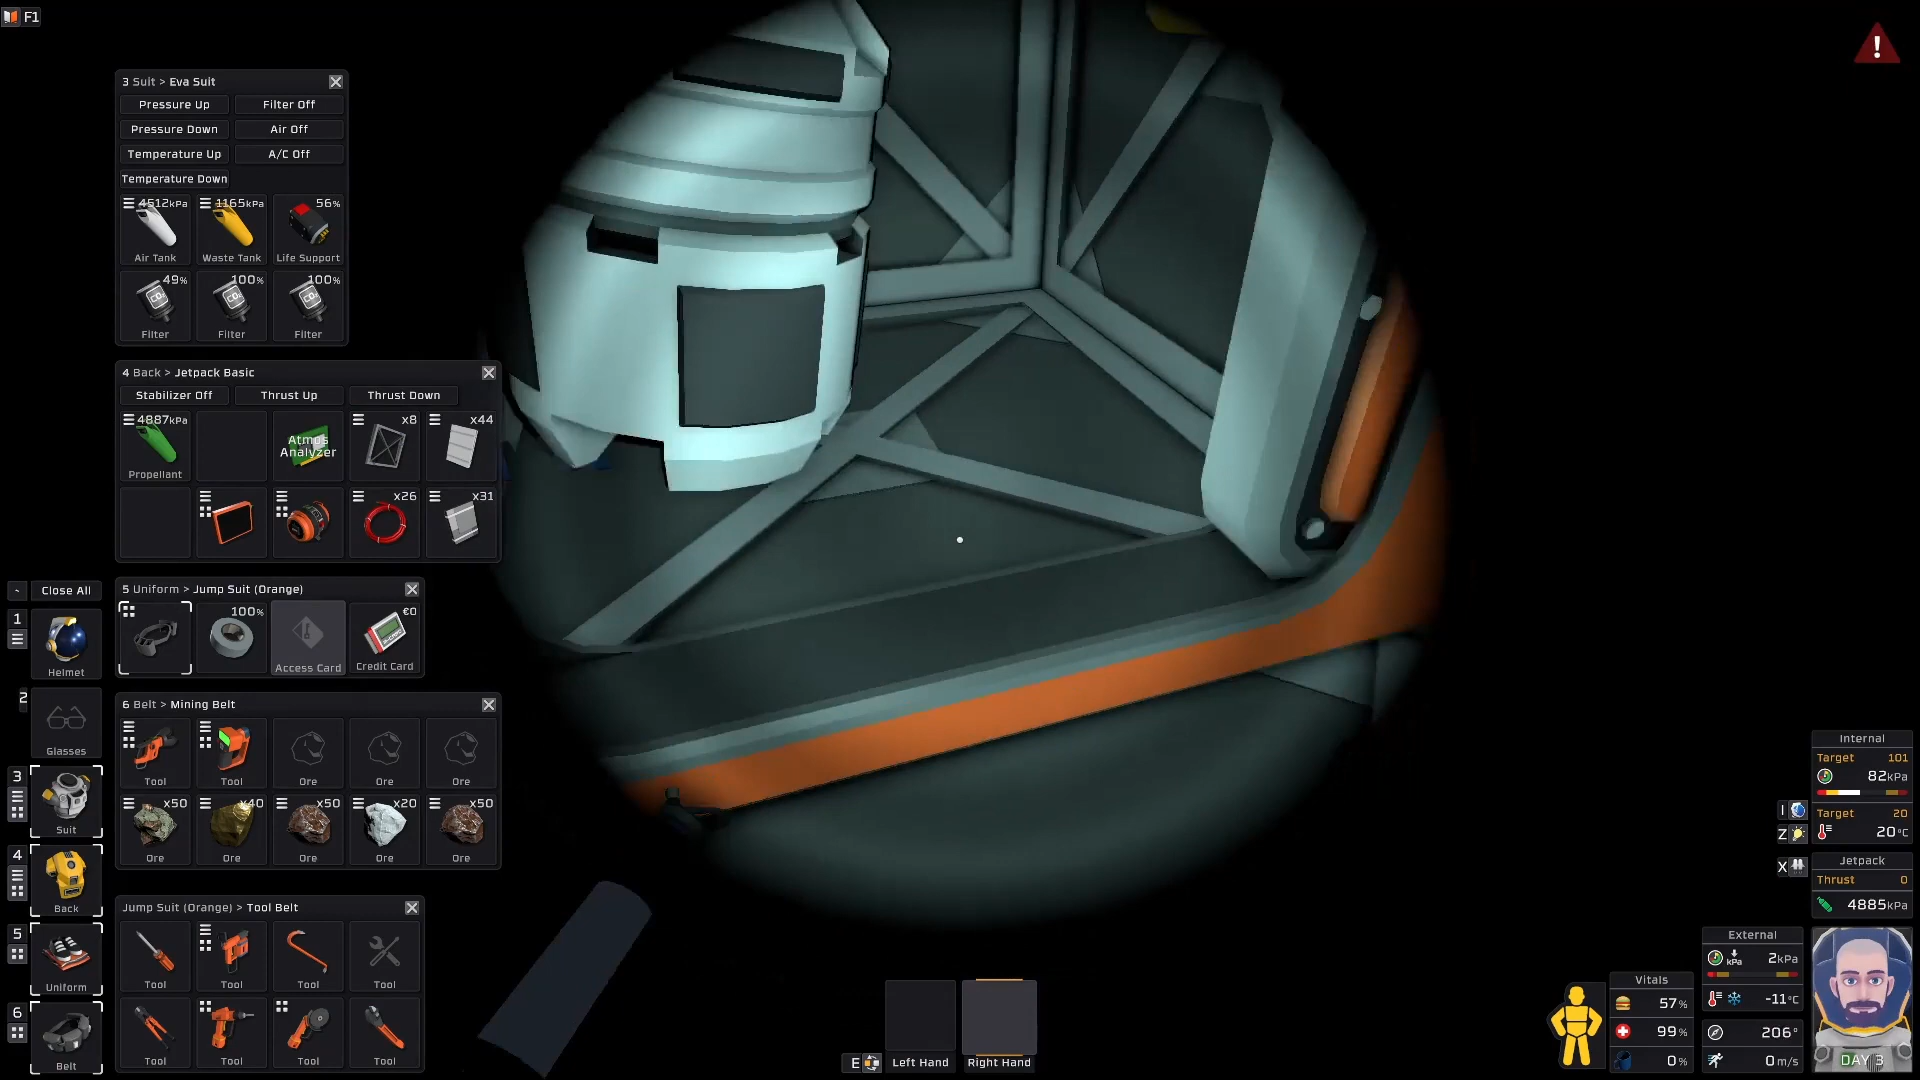 F1
3 Suit > Eva Suit
Pressure Up
Filter Off
Pressure Down
Air Off
Temperature Up
A/C Off
Temperature Down
4512kPa
1165kPa
56%
Air Tank
Waste Tank
Life Support
49%
100%
100%
Filter
Filter
Filter
4 Back > Jetpack Basic
Stabilizer Off
Thrust Up
Thrust Down
4887kPa
Atmos
Analyzer
x8
x44
Propellant
x26
x31
~
Close All
5 Uniform > Jump Suit (Orange)
100%
€0
Access Card
Credit Card
1
Helmet
2
Glasses
3
Suit
4
Back
5
Uniform
6
Belt
6 Belt > Mining Belt
Tool
Tool
Ore
Ore
Ore
x50
x40
x50
x20
x50
Ore
Ore
Ore
Ore
Ore
Jump Suit (Orange) > Tool Belt
Tool
Tool
Tool
Tool
Tool
Tool
Tool
Tool
E
Left Hand
Right Hand
Internal
Target 101
82kPa
Target 20
20°C
I
Z
X
Jetpack
Thrust 0
4885kPa
External
kPa
2kPa
-11°C
206°
0m/s
Vitals
57%
99%
0%
DAY 3